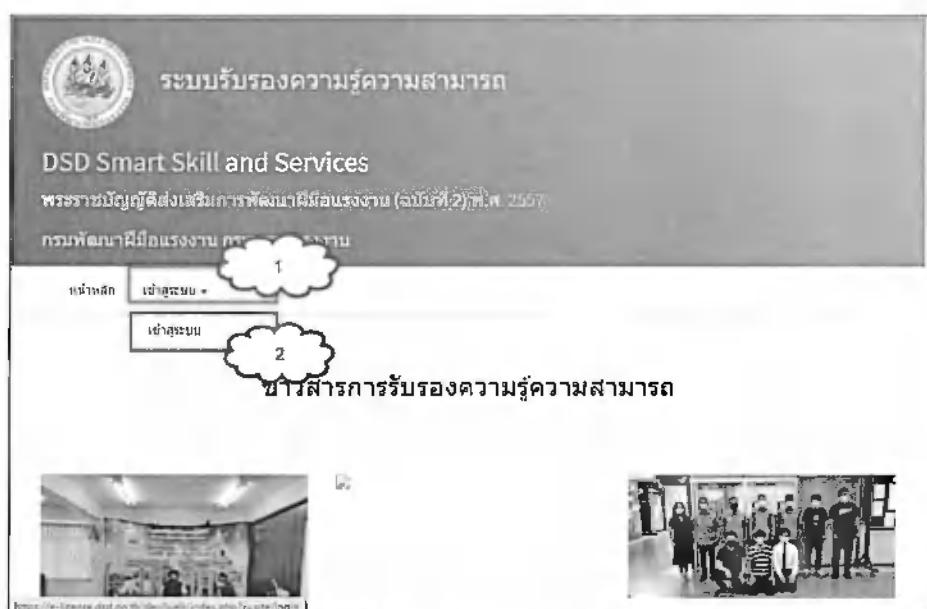 ระบบรับรองความรู้ความสามารถ
DSD Smart Skill and Services
พระราชบัญญัติส่งเสริมการพัฒนาฝีมือแรงงาน (ฉบับที่ 2) พ.ศ. 2557
กรมพัฒนาฝีมือแรงงาน
1
หน้าหลัก เข้าสู่ระบบ
เข้าสู่ระบบ
2
ข่าวสารการรับรองความรู้ความสามารถ